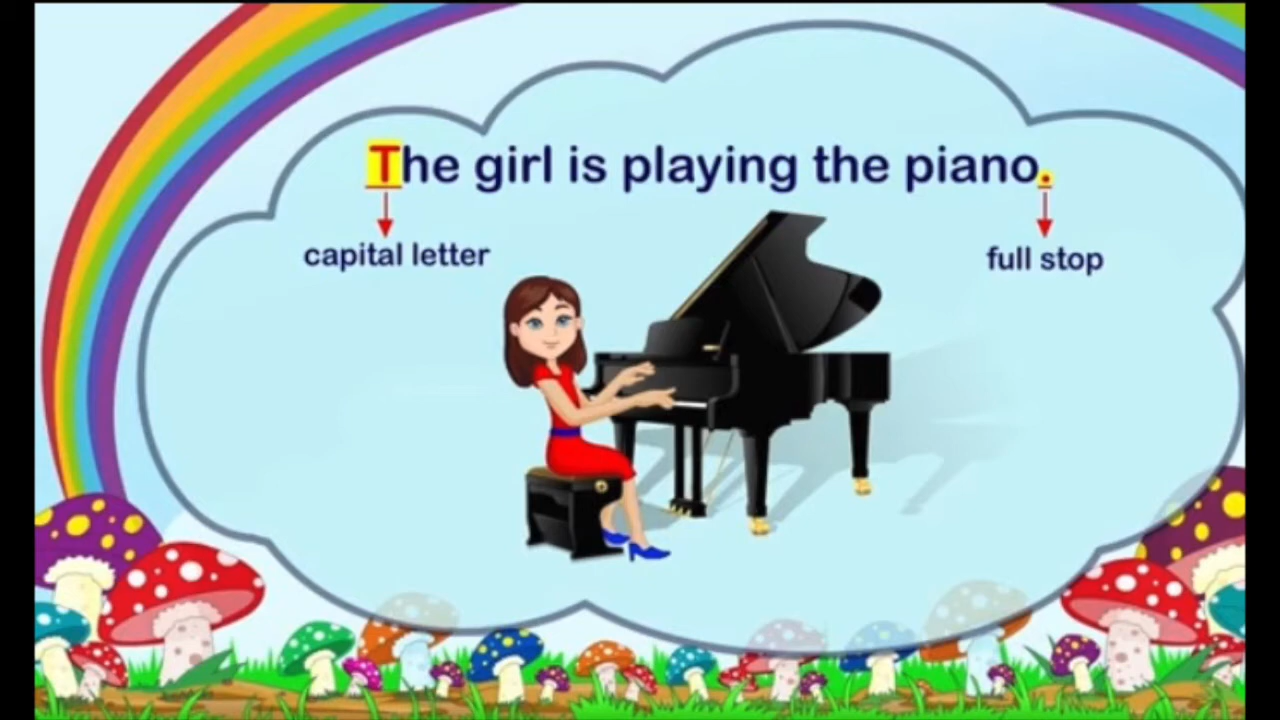 The girl is playing the piano.
capital letter
full stop